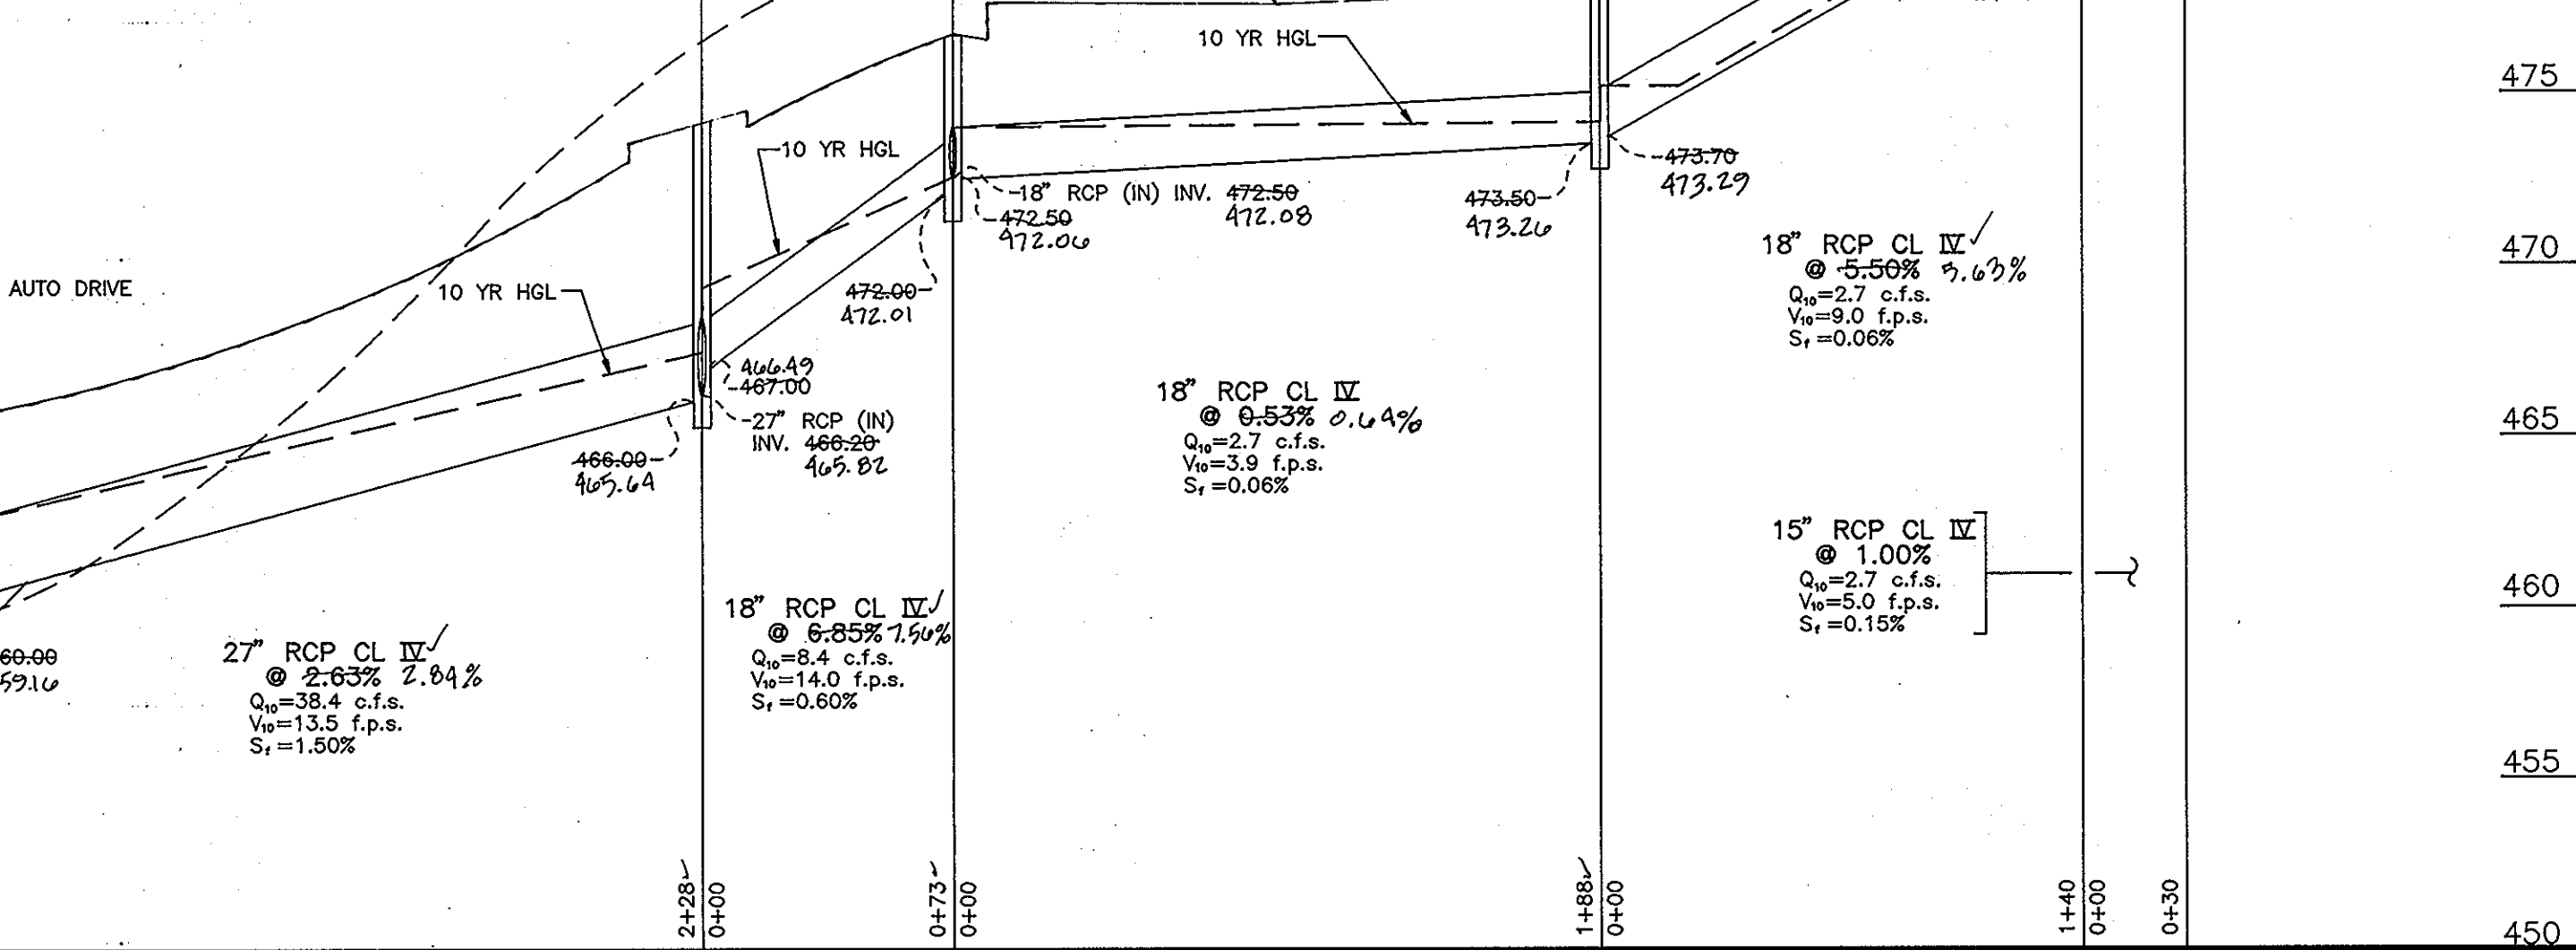 10 YR HGL
475
10 YR HGL
473.70
473.29
18" RCP (IN) INV. 472.50
472.08
472.50
472.06
473.50
473.26
18" RCP CL IV ✓
@ 5.50% 5.63%
Q₁₀=2.7 c.f.s.
V₁₀=9.0 f.p.s.
Sf =0.06%
470
AUTO DRIVE
10 YR HGL
472.00
472.01
466.49
467.00
27" RCP (IN)
INV. 466.20
465.82
466.00
465.64
18" RCP CL IV
@ 0.53% 0.64%
Q₁₀=2.7 c.f.s.
V₁₀=3.9 f.p.s.
Sf =0.06%
465
15" RCP CL IV
@ 1.00%
Q₁₀=2.7 c.f.s.
V₁₀=5.0 f.p.s.
Sf =0.15%
460
18" RCP CL IV ✓
@ 6.85% 7.56%
Q₁₀=8.4 c.f.s.
V₁₀=14.0 f.p.s.
Sf =0.60%
60.00
59.16
27" RCP CL IV ✓
@ 2.63% 2.84%
Q₁₀=38.4 c.f.s.
V₁₀=13.5 f.p.s.
Sf =1.50%
455
2+28 ✓
0+00
0+73 ✓
0+00
1+88 ✓
0+00
1+40
0+00
0+30
450